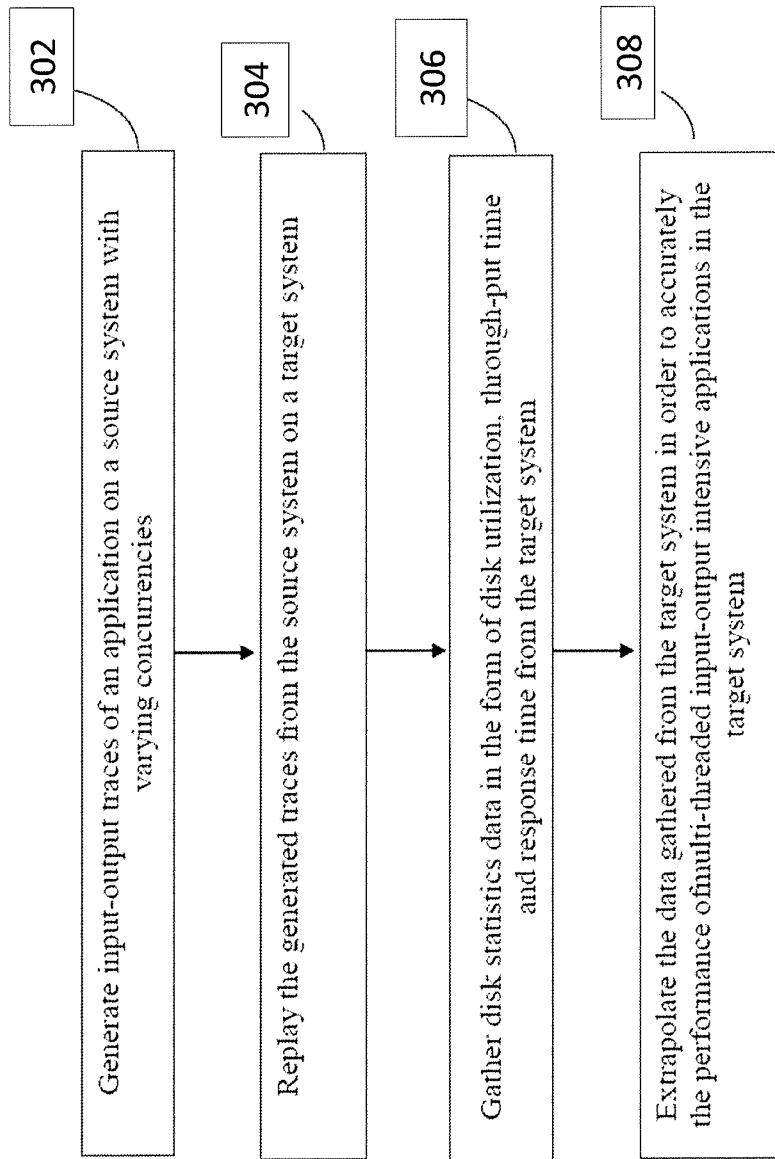 302
Generate input-output traces of an application on a source system with
varying concurrencies
304
Replay the generated traces from the source system on a target system
306
Gather disk statistics data in the form of disk utilization, through-put time
and response time from the target system
308
Extrapolate the data gathered from the target system in order to accurately
the performance ofmulti-threaded input-output intensive applications in the
target system